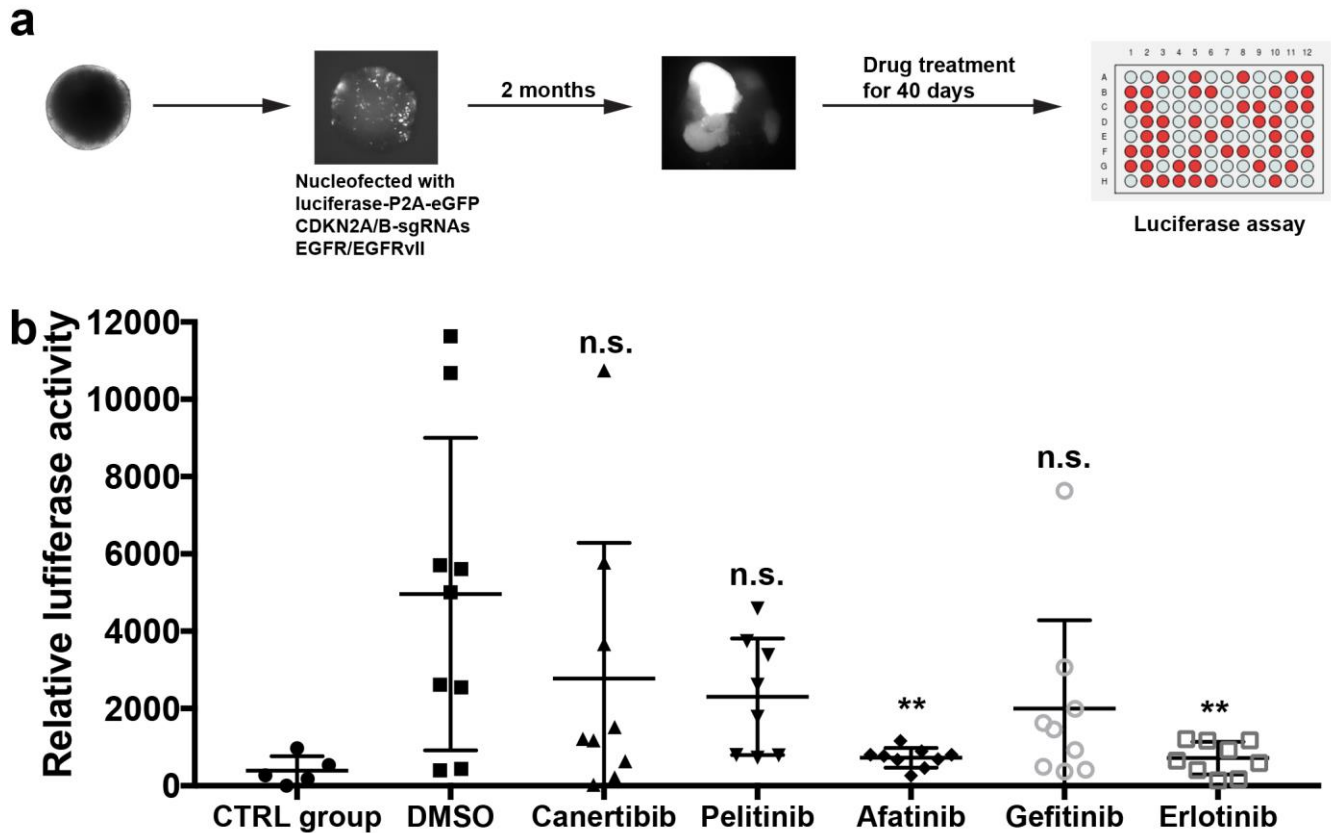 a
2 months
Drug treatment
for 40 days
1 2 3 4 5 6 7 8 9 10 11 12
A
B
C
D
E
F
G
H
Nucleofected with
luciferase-P2A-eGFP
CDKN2A/B-sgRNAs
EGFR/EGFRvII
Luciferase assay
b
Relative lufiferase activity
12000
10000
8000
6000
4000
2000
0
n.s.
n.s.
**
n.s.
**
CTRL group DMSO Canertibib Pelitinib Afatinib Gefitinib Erlotinib